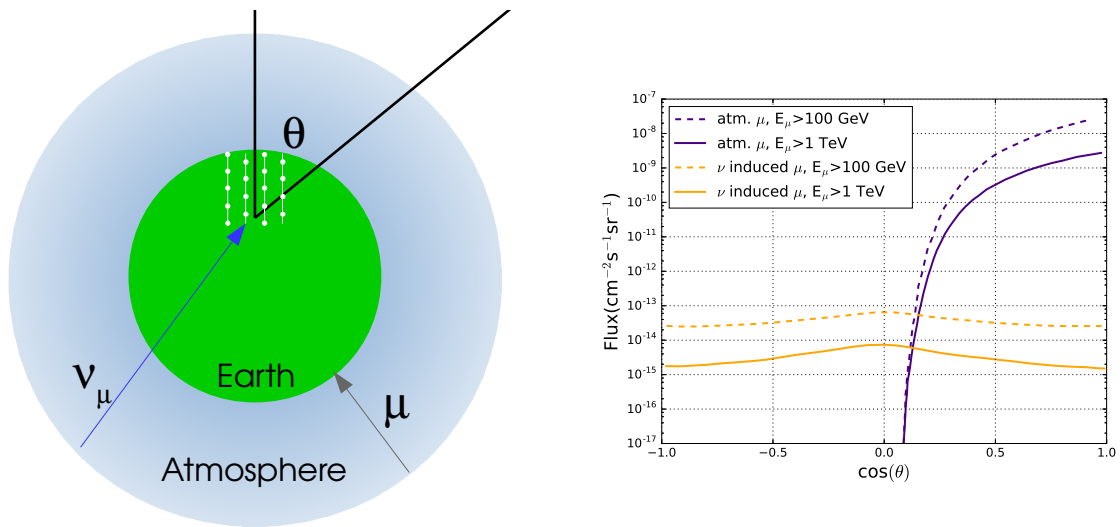 θ
ν_μ
Earth
μ
Atmosphere
atm. μ, E_μ>100 GeV
atm. μ, E_μ>1 TeV
ν induced μ, E_μ>100 GeV
ν induced μ, E_μ>1 TeV
Flux(cm⁻²s⁻¹sr⁻¹)
10⁻⁷
10⁻⁸
10⁻⁹
10⁻¹⁰
10⁻¹¹
10⁻¹²
10⁻¹³
10⁻¹⁴
10⁻¹⁵
10⁻¹⁶
10⁻¹⁷
−1.0 −0.5 0.0 0.5 1.0
cos(θ)